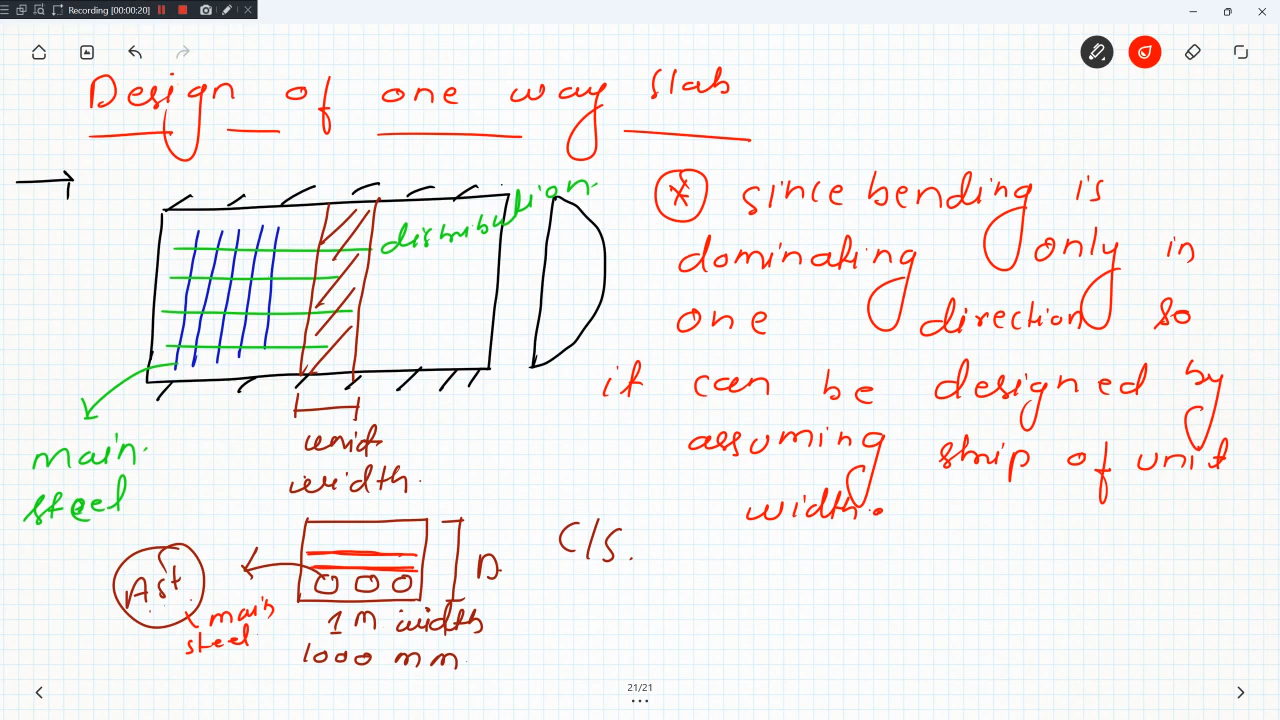 Recording [00:00:20]
Design of one way slab
distribution
main
steel
unit
width.
* since bending is
dominating only in
one direction so
it can be designed by
assuming strip of unit
width.
C/S.
D
Ast
main
steel
1 m width
1000 mm
21/21